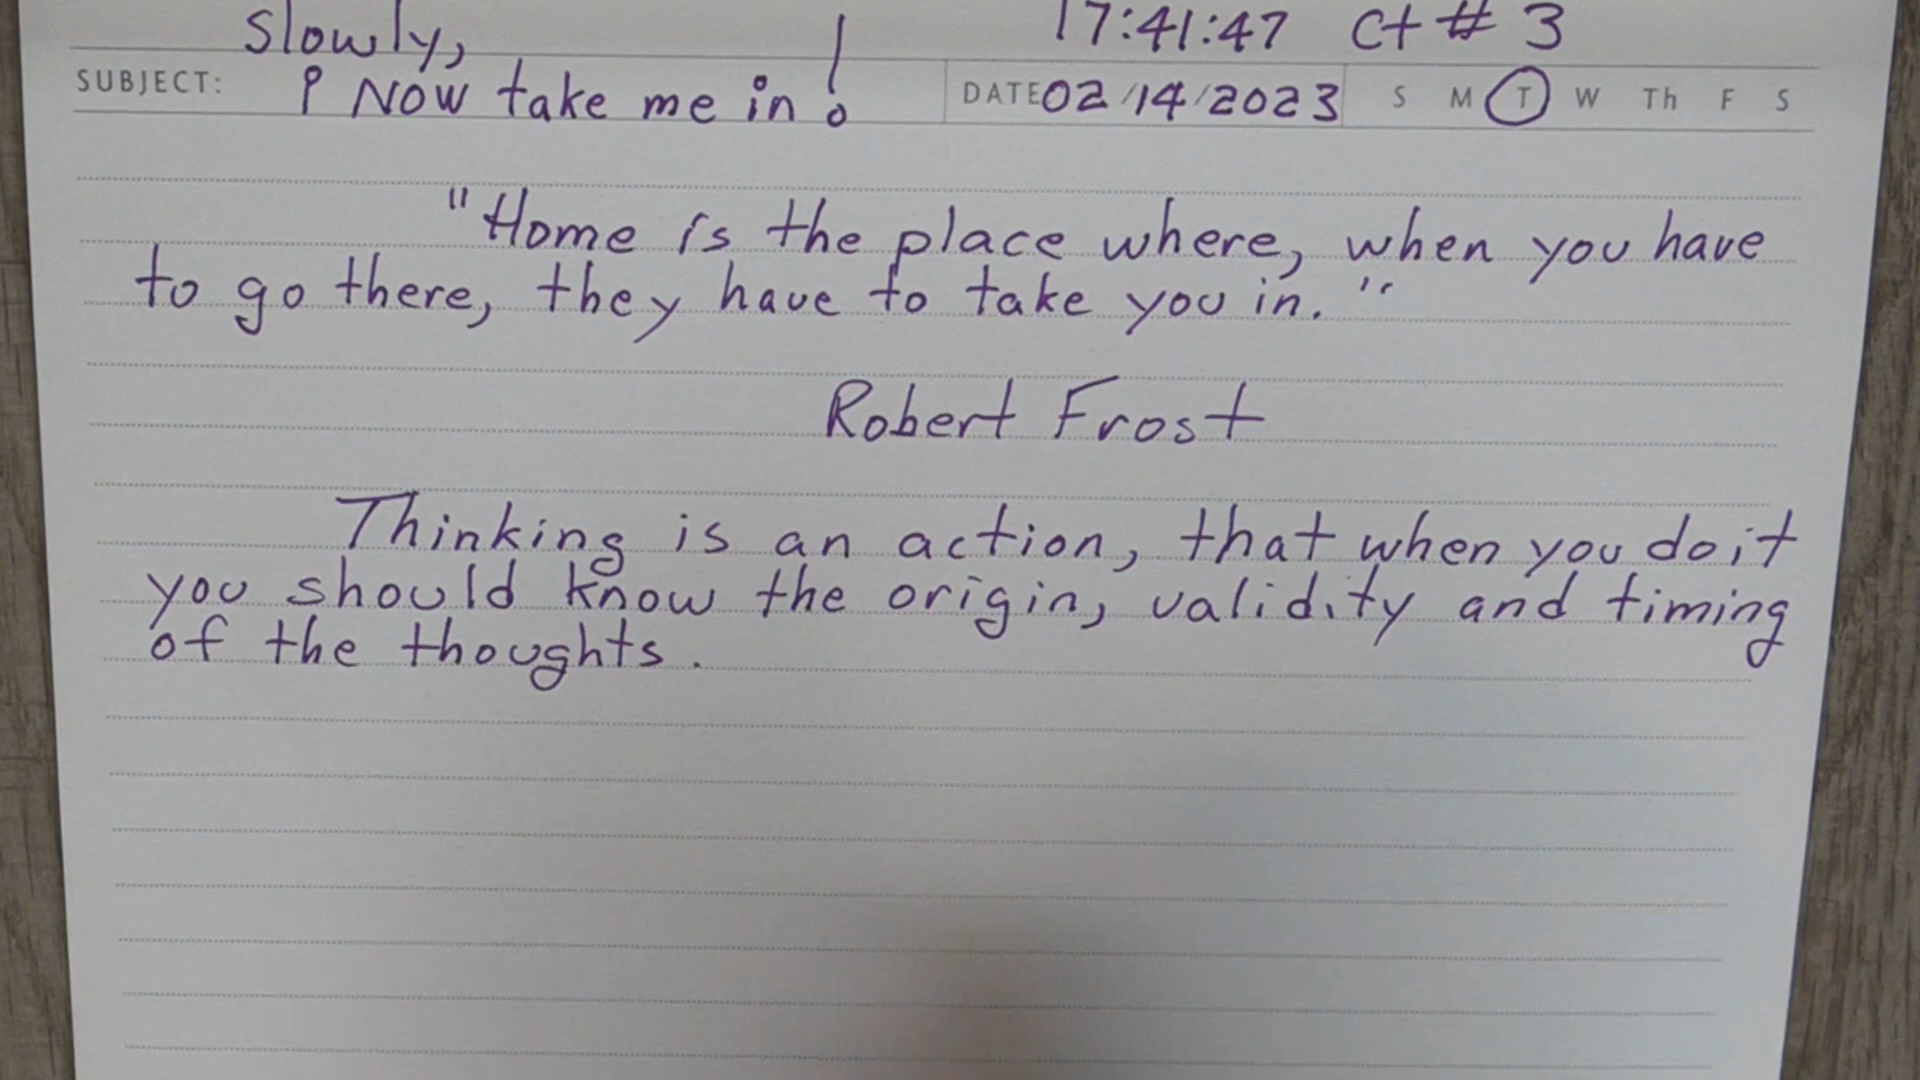 slowly, 17:41:47 Ct # 3
SUBJECT: ? Now take me in! DATE 02/14/2023 S M T W Th F S
"Home is the place where, when you have
to go there, they have to take you in."
Robert Frost
Thinking is an action, that when you do it
you should know the origin, validity and timing
of the thoughts.